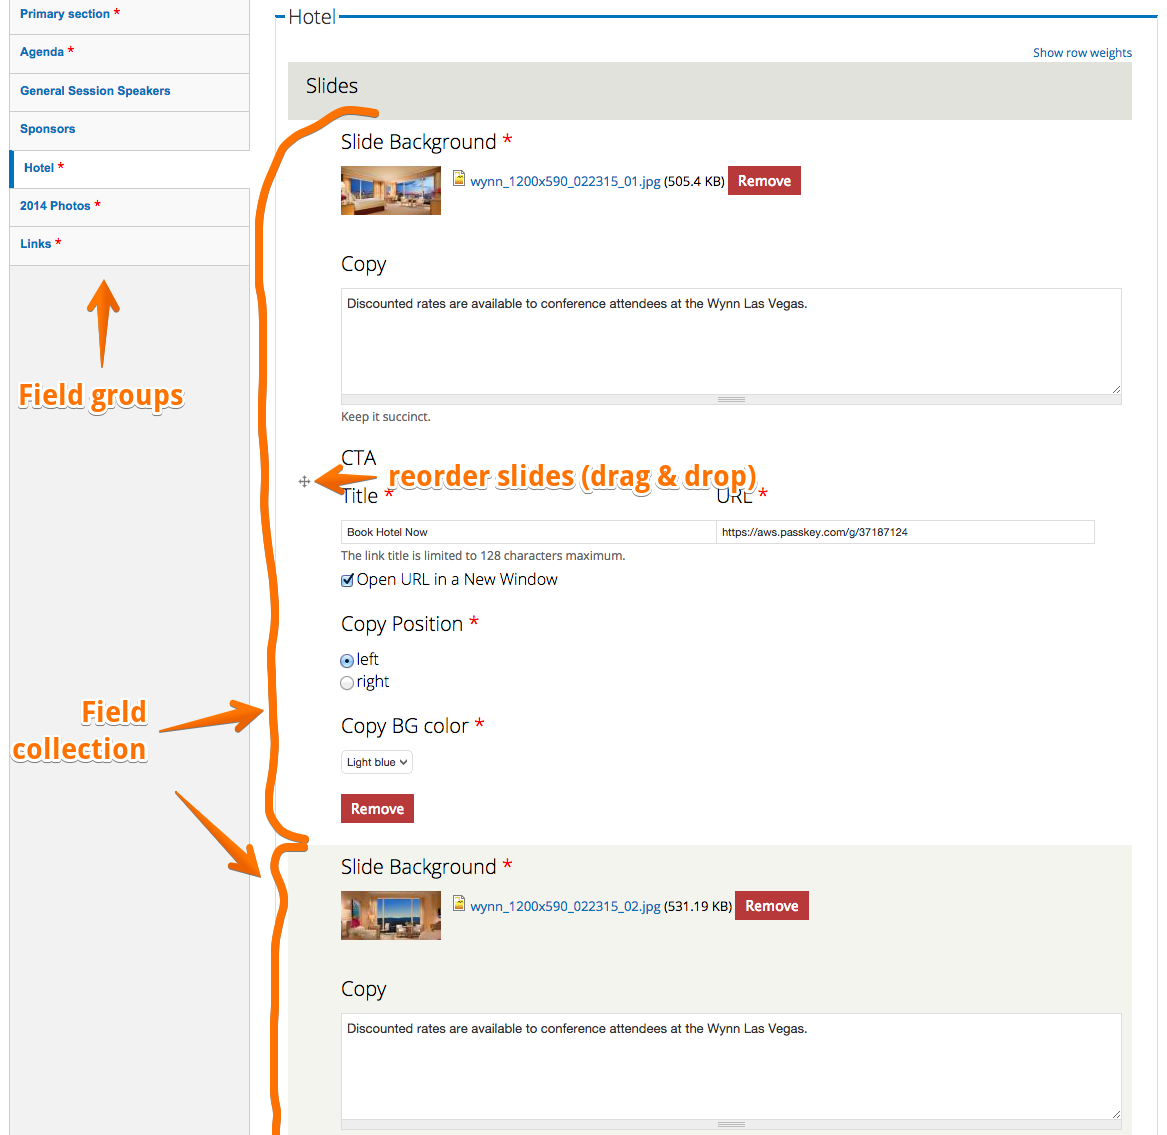 Primary section *
Agenda *
General Session Speakers
Sponsors
Hotel *
2014 Photos *
Links *
Field groups
Field
collection
Hotel
Show row weights
Slides
Slide Background *
wynn_1200x590_022315_01.jpg (505.4 KB) Remove
Copy
Discounted rates are available to conference attendees at the Wynn Las Vegas.
Keep it succinct.
CTA
reorder slides (drag & drop)
Title * URL *
Book Hotel Now https://aws.passkey.com/g/37187124
The link title is limited to 128 characters maximum.
Open URL in a New Window
Copy Position *
left
right
Copy BG color *
Light blue
Remove
Slide Background *
wynn_1200x590_022315_02.jpg (531.19 KB) Remove
Copy
Discounted rates are available to conference attendees at the Wynn Las Vegas.